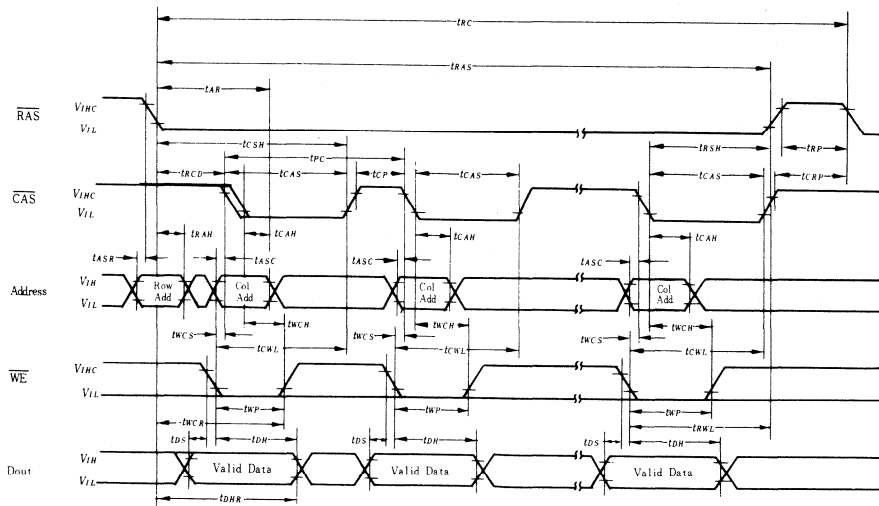 tRC
tRAS
tAR
RAS
VIHC
VIL
tCSH
tPC
tRSH
tRP
tRCD
tCAS
tCP
tCAS
tCAS
tCRP
CAS
VIHC
VIL
tRAH
tCAH
tCAH
tCAH
tASR
tASC
tASC
tASC
Address
VIH
VIL
Row Add
Col Add
Col Add
Col Add
tWCS
tWCH
tWCS
tWCH
tWCS
tWCH
tCWL
tCWL
tCWL
WE
VIHC
VIL
tWP
tWP
tWP
tWCR
tRWL
tDS
tDH
tDS
tDH
tDS
tDH
Dout
VIH
VIL
Valid Data
Valid Data
Valid Data
tDHR